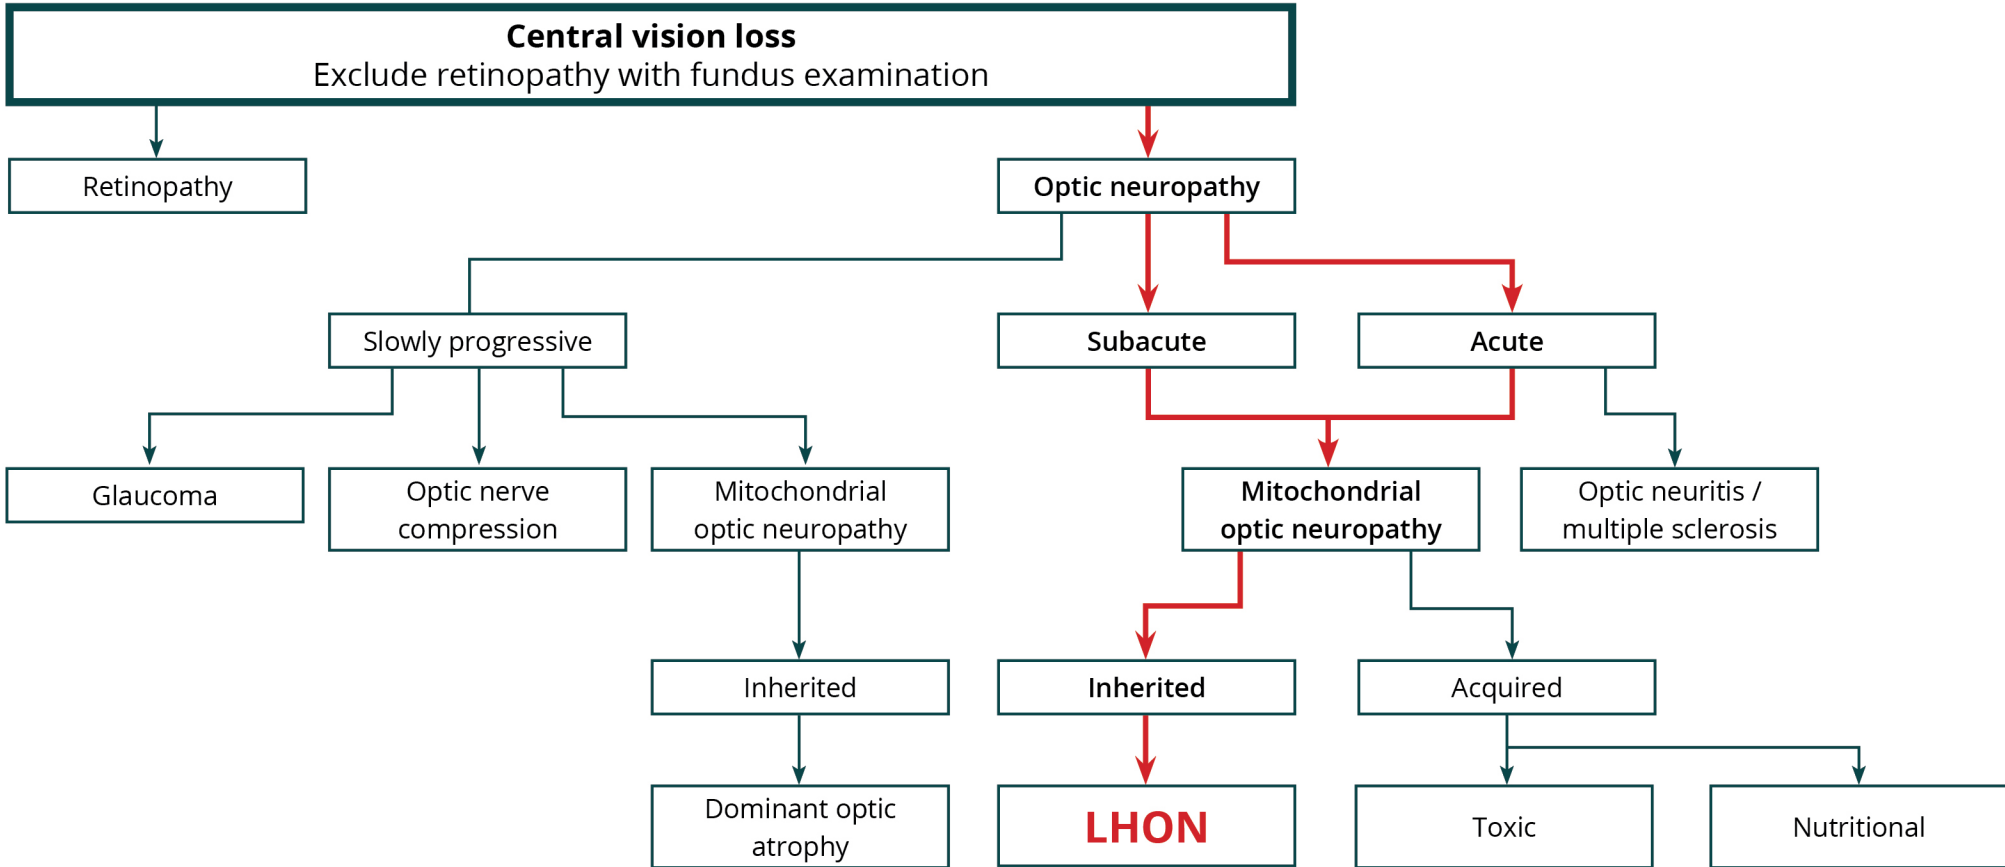 Central vision loss
Exclude retinopathy with fundus examination
Retinopathy
Optic neuropathy
Slowly progressive
Subacute
Acute
Glaucoma
Optic nerve
compression
Mitochondrial
optic neuropathy
Mitochondrial
optic neuropathy
Optic neuritis /
multiple sclerosis
Inherited
Inherited
Acquired
Dominant optic
atrophy
LHON
Toxic
Nutritional